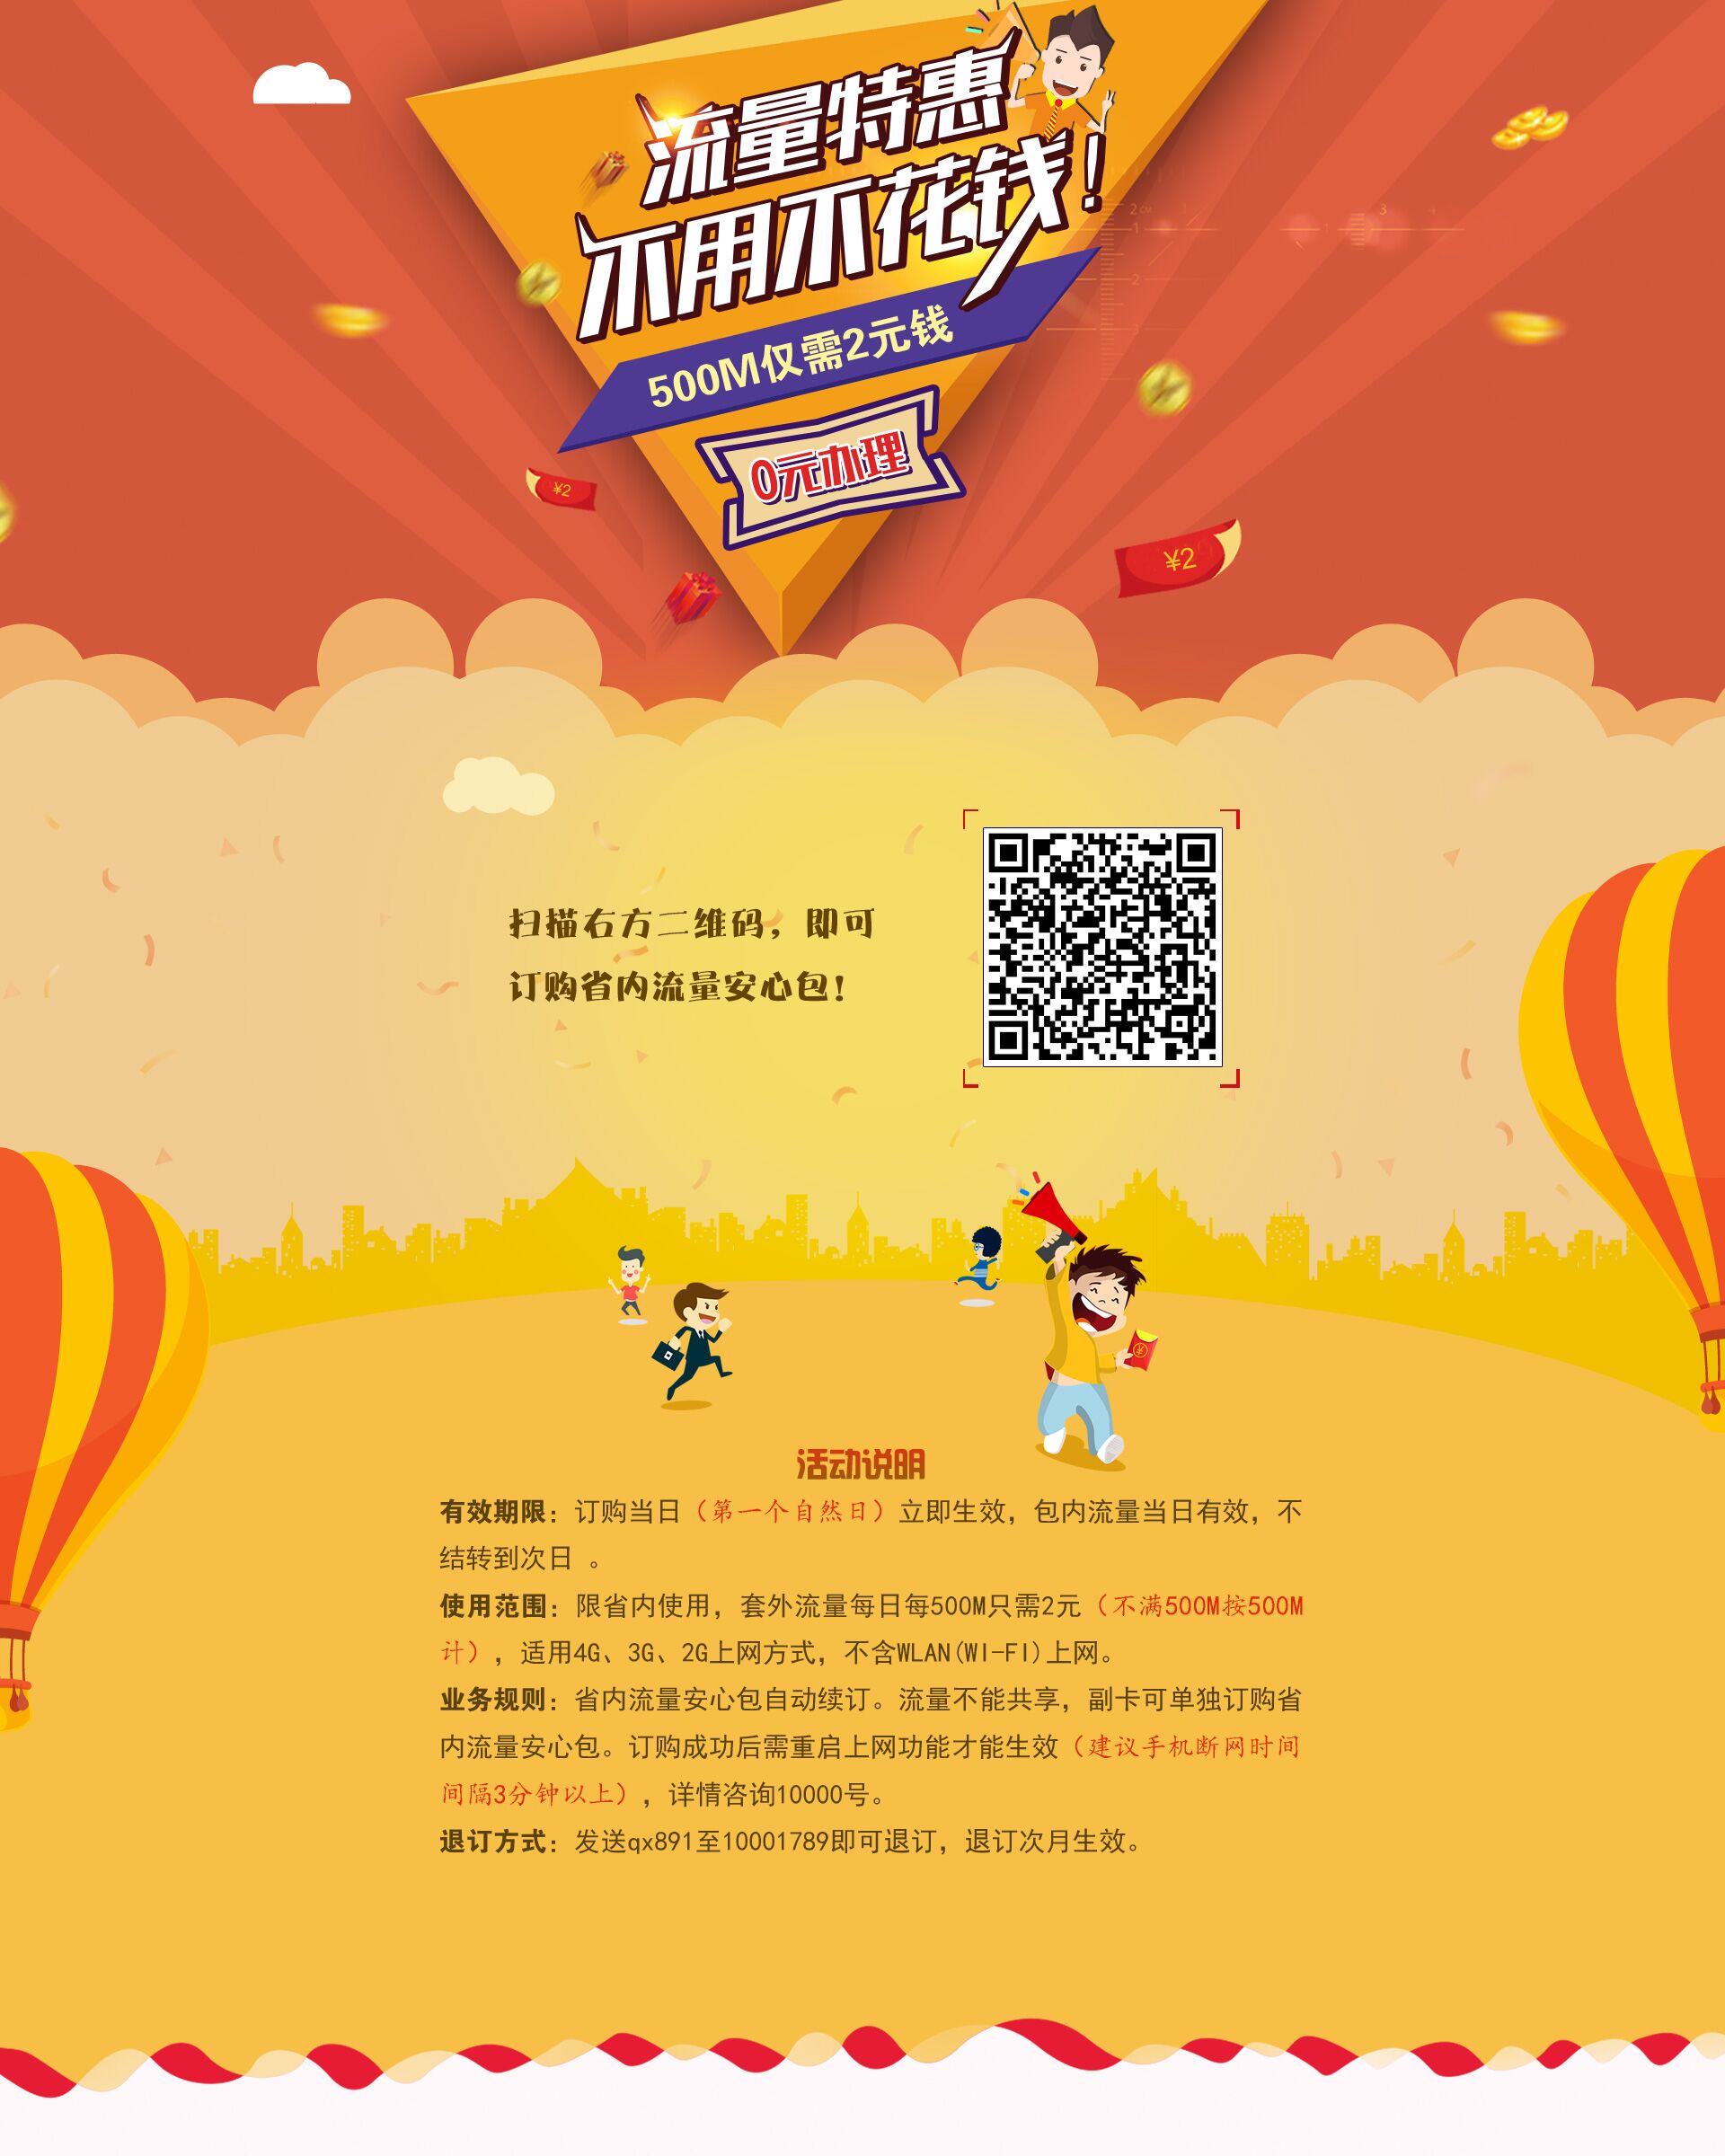 流量特惠
不用不花钱！
500M仅需2元钱
0元办理
¥2
¥2
扫描右方二维码，即可
订购省内流量安心包！
活动说明
有效期限：订购当日（第一个自然日）立即生效，包内流量当日有效，不
结转到次日 。
使用范围：限省内使用，套外流量每日每500M只需2元（不满500M按500M
计），适用4G、3G、2G上网方式，不含WLAN(WI-FI)上网。
业务规则：省内流量安心包自动续订。流量不能共享，副卡可单独订购省
内流量安心包。订购成功后需重启上网功能才能生效（建议手机断网时间
间隔3分钟以上），详情咨询10000号。
退订方式：发送qx891至10001789即可退订，退订次月生效。